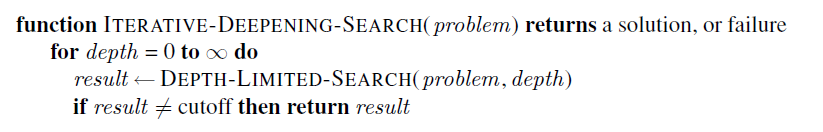 function ITERATIVE-DEEPENING-SEARCH(problem) returns a solution, or failure
for depth = 0 to ∞ do
result ← DEPTH-LIMITED-SEARCH(problem, depth)
if result ≠ cutoff then return result